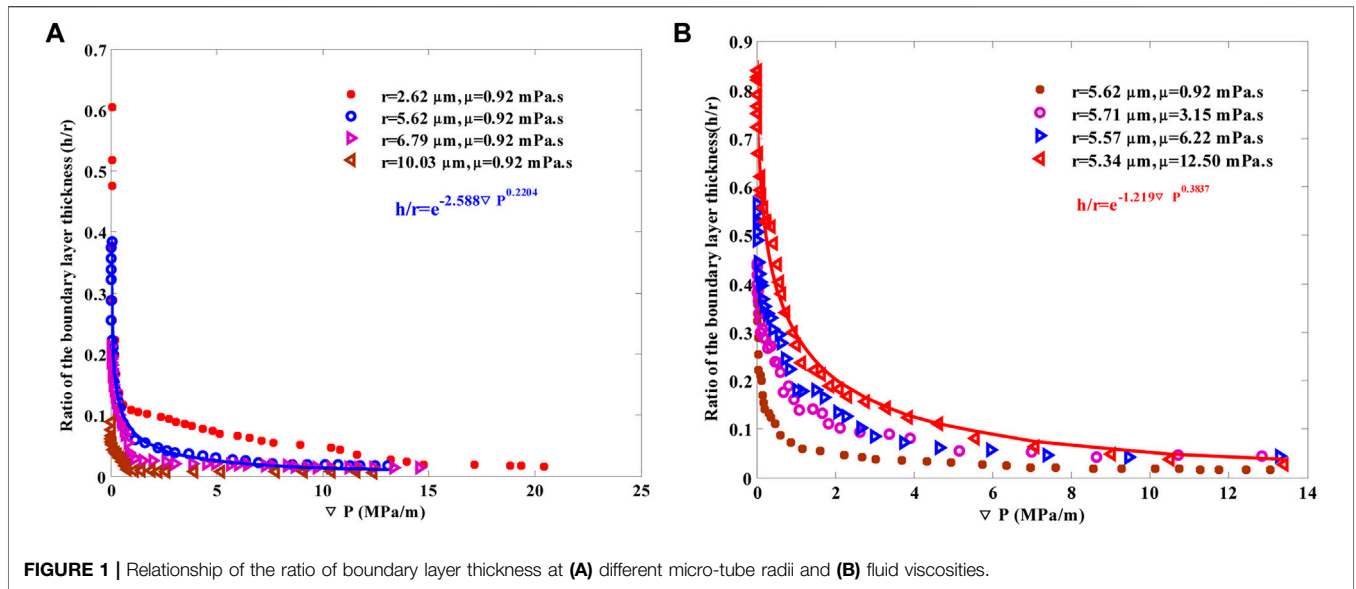 A
0.7
0.6
0.5
0.4
0.3
0.2
0.1
0
Ratio of the boundary layer thickness (h/r)
r=2.62 µm,µ=0.92 mPa.s
r=5.62 µm,µ=0.92 mPa.s
r=6.79 µm,µ=0.92 mPa.s
r=10.03 µm,µ=0.92 mPa.s
h/r=e^-2.588▽ P^0.2204
0 5 10 15 20 25
▽ P (MPa/m)
B
0.9
0.8
0.7
0.6
0.5
0.4
0.3
0.2
0.1
0
Ratio of the boundary layer thickness(h/r)
r=5.62 µm,µ=0.92 mPa.s
r=5.71 µm,µ=3.15 mPa.s
r=5.57 µm,µ=6.22 mPa.s
r=5.34 µm,µ=12.50 mPa.s
h/r=e^-1.219▽ P^0.3837
0 2 4 6 8 10 12 14
▽ P (MPa/m)
FIGURE 1 | Relationship of the ratio of boundary layer thickness at (A) different micro-tube radii and (B) fluid viscosities.